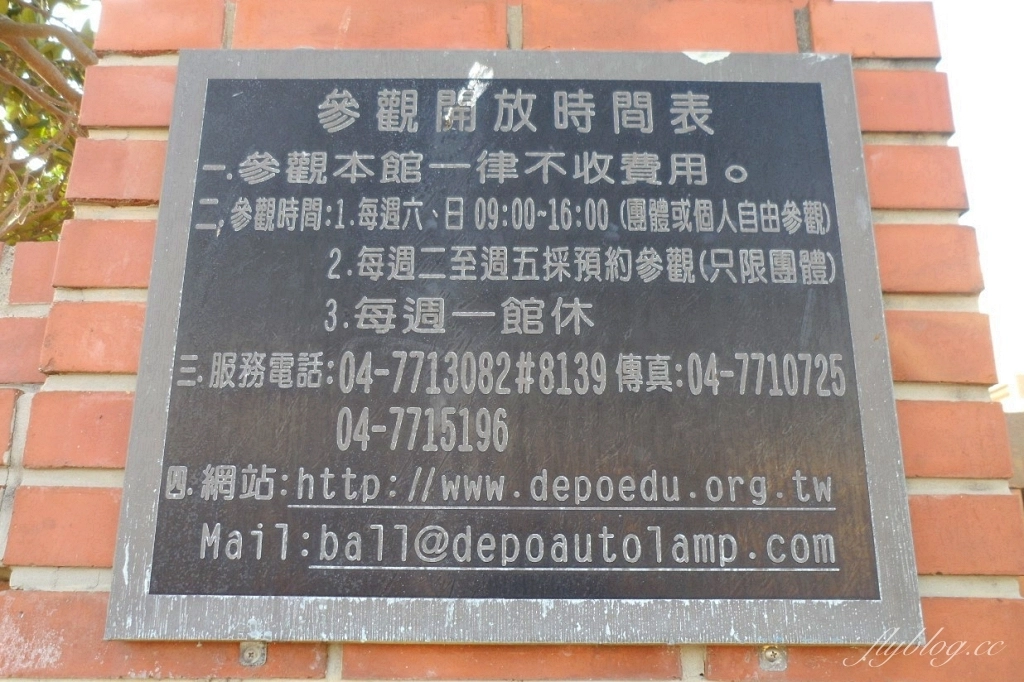 參觀開放時間表
一.參觀本館一律不收費用。
二,參觀時間:1.每週六、日 09:00~16:00 (團體或個人自由參觀)
2.每週二至週五採預約參觀(只限團體)
3.每週一館休
三.服務電話:04-7713082#8139 傳真:04-7710725
04-7715196
四.網站:http://www.depoedu.org.tw
Mail:ball@depoautolamp.com
flyblog.cc